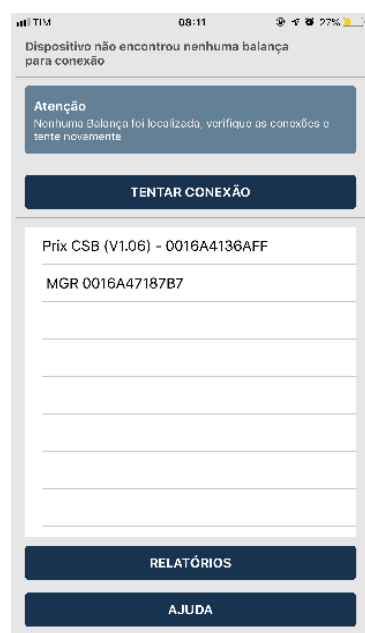 TIM 08:11 27%
Dispositivo não encontrou nenhuma balança
para conexão
Atenção
Nenhuma Balança foi localizada, verifique as conexões e
tente novamente
TENTAR CONEXÃO
Prix CSB (V1.06) - 0016A4136AFF
MGR 0016A47187B7
RELATÓRIOS
AJUDA